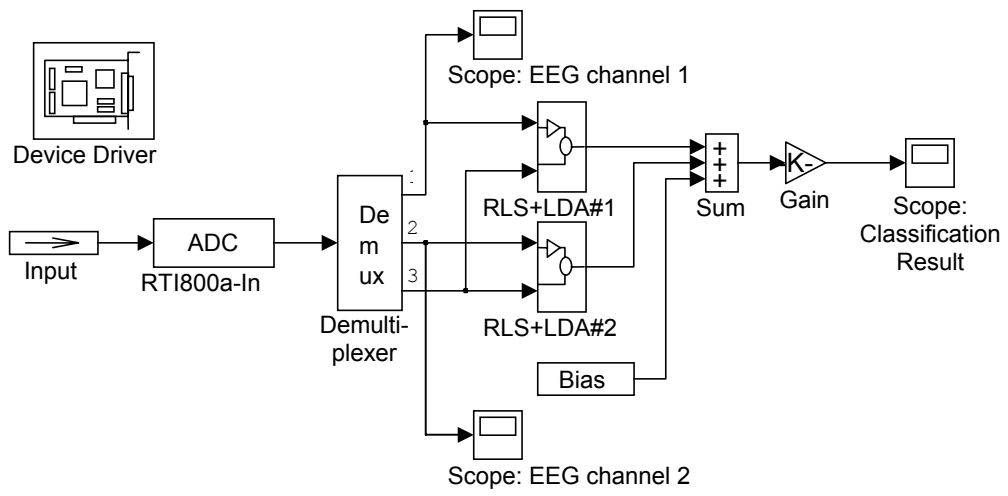 Scope: EEG channel 1
Device Driver
1
RLS+LDA#1
+
+
+
Sum
K-
Gain
Scope:
Classification
Result
Input
ADC
RTI800a-In
De
m
ux
2
3
Demulti-
plexer
RLS+LDA#2
Bias
Scope: EEG channel 2